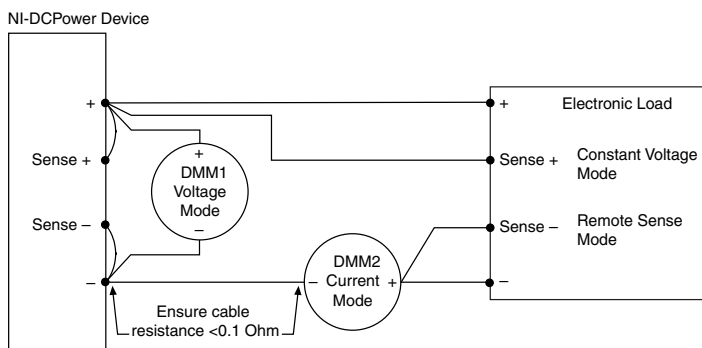 NI-DCPower Device
+
Sense +
Sense –
–
+
DMM1
Voltage
Mode
–
DMM2
– Current +
Mode
Ensure cable
resistance <0.1 Ohm
+ Electronic Load
Sense + Constant Voltage
Mode
Sense – Remote Sense
Mode
–